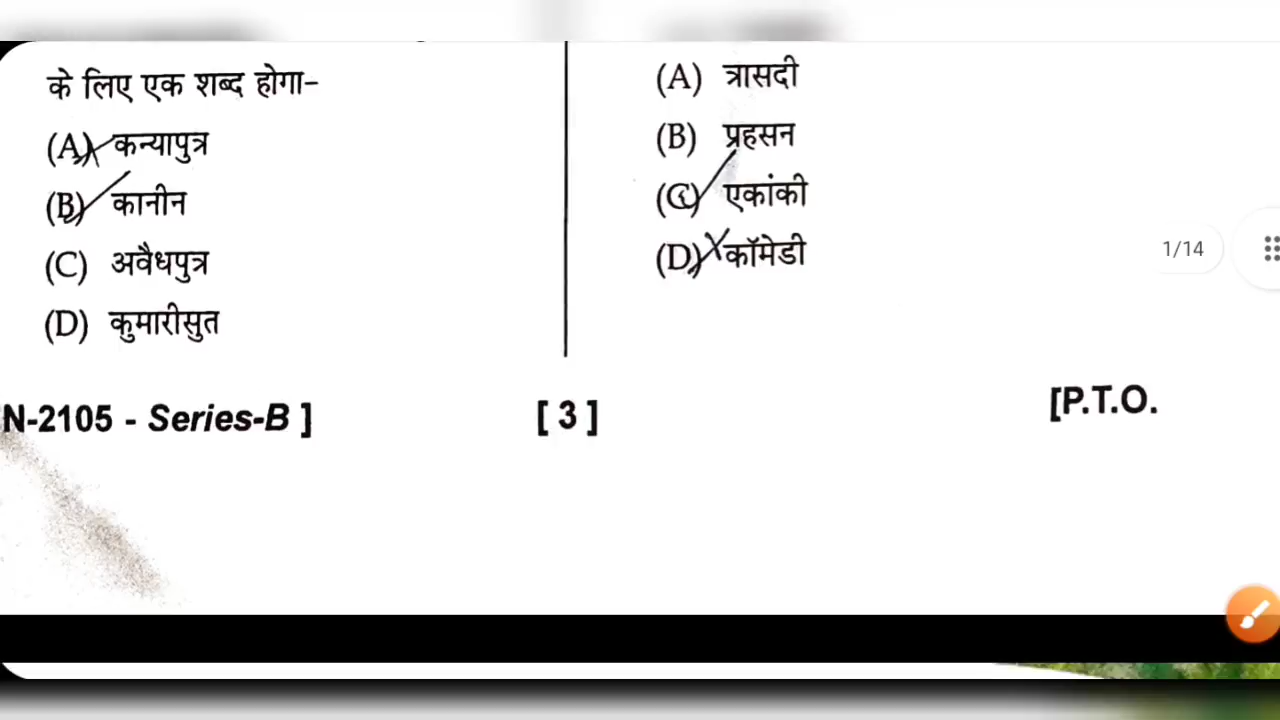 के लिए एक शब्द होगा-
(A) कन्यापुत्र
(B) कानीन
(C) अवैधपुत्र
(D) कुमारीसुत
(A) त्रासदी
(B) प्रहसन
(C) एकांकी
(D) कॉमेडी
1/14
N-2105 - Series-B ]
[ 3 ]
[P.T.O.